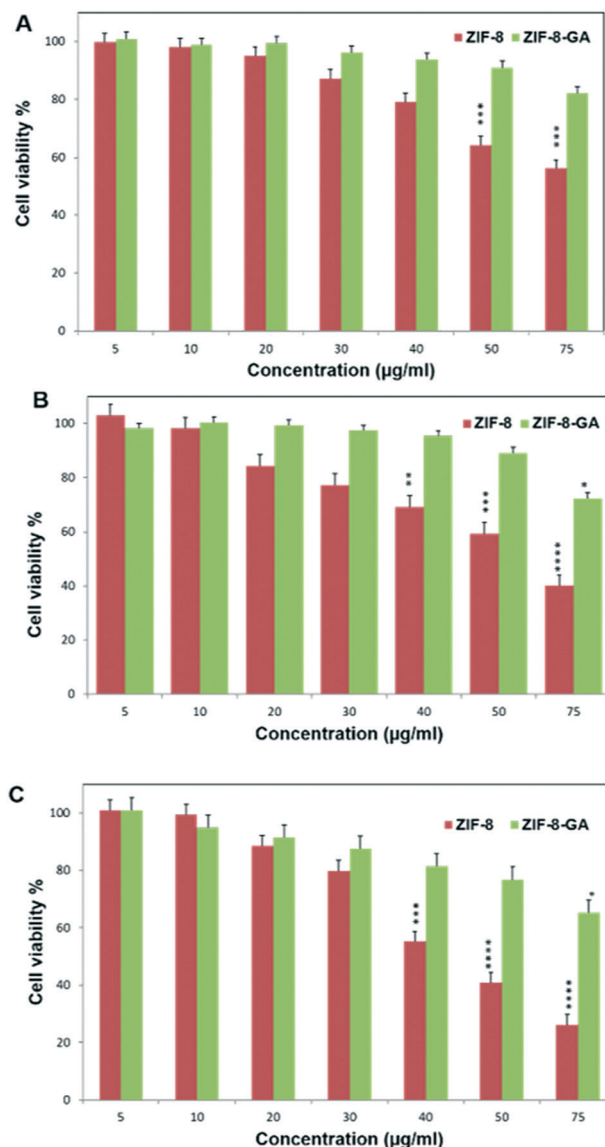 A
ZIF-8 ZIF-8-GA
100
80
60
40
20
0
Cell viability %
***
***
5 10 20 30 40 50 75
Concentration (µg/ml)
B
ZIF-8 ZIF-8-GA
100
80
60
40
20
0
Cell viability %
**
***
****
*
5 10 20 30 40 50 75
Concentration (µg/ml)
C
ZIF-8 ZIF-8-GA
100
80
60
40
20
0
Cell viability %
***
****
****
*
5 10 20 30 40 50 75
Concentration (µg/ml)